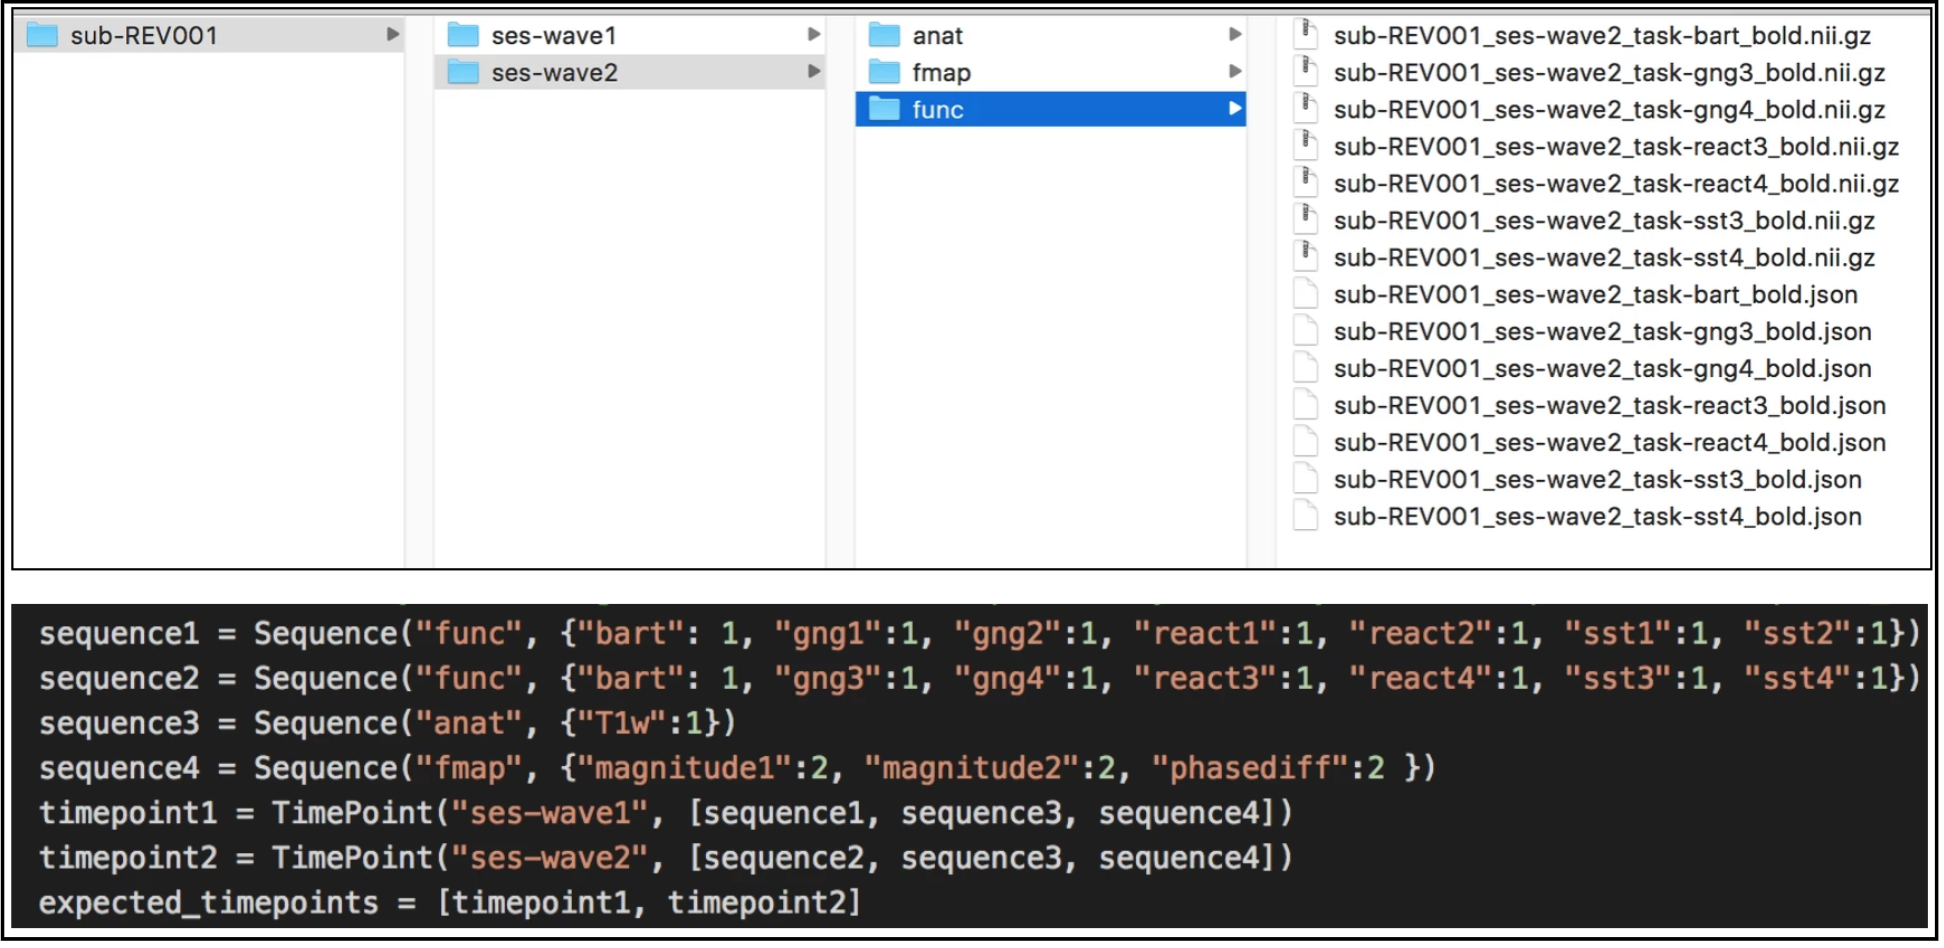 sub-REV001
ses-wave1
ses-wave2
anat
fmap
func
sub-REV001_ses-wave2_task-bart_bold.nii.gz
sub-REV001_ses-wave2_task-gng3_bold.nii.gz
sub-REV001_ses-wave2_task-gng4_bold.nii.gz
sub-REV001_ses-wave2_task-react3_bold.nii.gz
sub-REV001_ses-wave2_task-react4_bold.nii.gz
sub-REV001_ses-wave2_task-sst3_bold.nii.gz
sub-REV001_ses-wave2_task-sst4_bold.nii.gz
sub-REV001_ses-wave2_task-bart_bold.json
sub-REV001_ses-wave2_task-gng3_bold.json
sub-REV001_ses-wave2_task-gng4_bold.json
sub-REV001_ses-wave2_task-react3_bold.json
sub-REV001_ses-wave2_task-react4_bold.json
sub-REV001_ses-wave2_task-sst3_bold.json
sub-REV001_ses-wave2_task-sst4_bold.json
sequence1 = Sequence("func", {"bart": 1, "gng1":1, "gng2":1, "react1":1, "react2":1, "sst1":1, "sst2":1})
sequence2 = Sequence("func", {"bart": 1, "gng3":1, "gng4":1, "react3":1, "react4":1, "sst3":1, "sst4":1})
sequence3 = Sequence("anat", {"T1w":1})
sequence4 = Sequence("fmap", {"magnitude1":2, "magnitude2":2, "phasediff":2 })
timepoint1 = TimePoint("ses-wave1", [sequence1, sequence3, sequence4])
timepoint2 = TimePoint("ses-wave2", [sequence2, sequence3, sequence4])
expected_timepoints = [timepoint1, timepoint2]